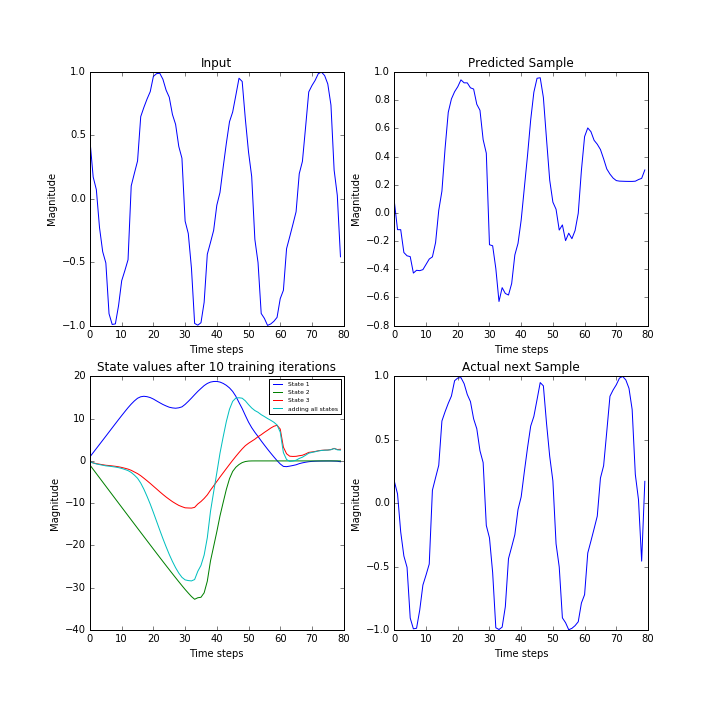 Input
Magnitude
1.0
0.5
0.0
−0.5
−1.0
0 10 20 30 40 50 60 70 80
Time steps
Predicted Sample
Magnitude
1.0
0.8
0.6
0.4
0.2
0.0
−0.2
−0.4
−0.6
−0.8
0 10 20 30 40 50 60 70 80
Time steps
State values after 10 training iterations
Magnitude
20
10
0
−10
−20
−30
−40
0 10 20 30 40 50 60 70 80
Time steps
State 1
State 2
State 3
adding all states
Actual next Sample
Magnitude
1.0
0.5
0.0
−0.5
−1.0
0 10 20 30 40 50 60 70 80
Time steps